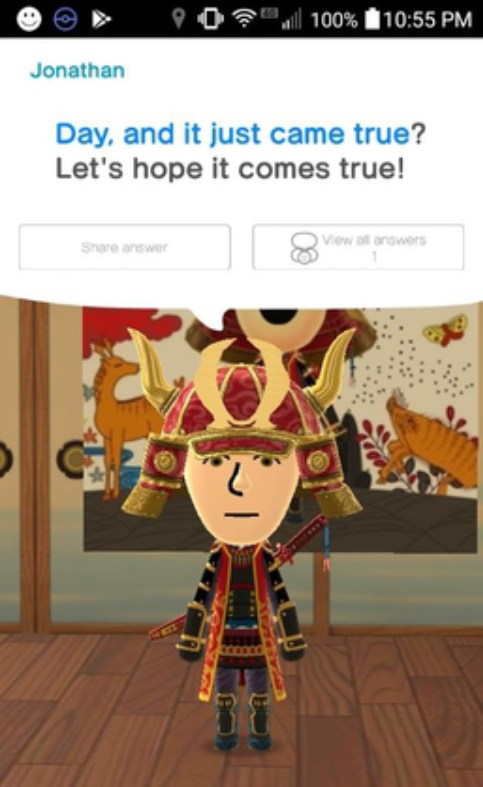 100% 10:55 PM
Jonathan
Day, and it just came true?
Let's hope it comes true!
Share answer
View all answers
1